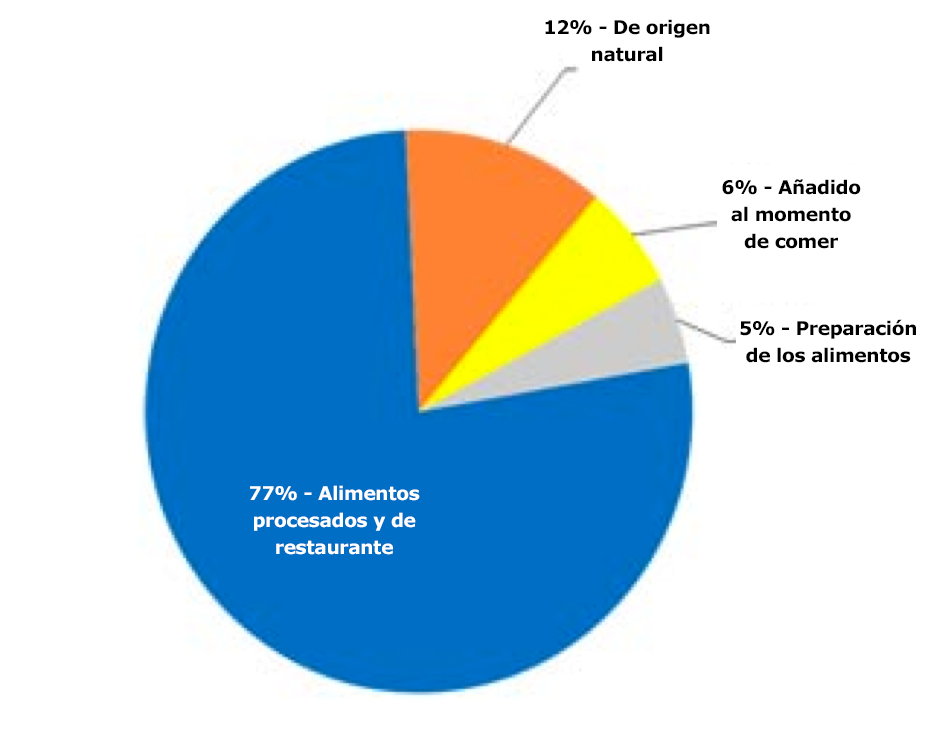 12% - De origen
natural
6% - Añadido
al momento
de comer
5% - Preparación
de los alimentos
77% - Alimentos
procesados y de
restaurante